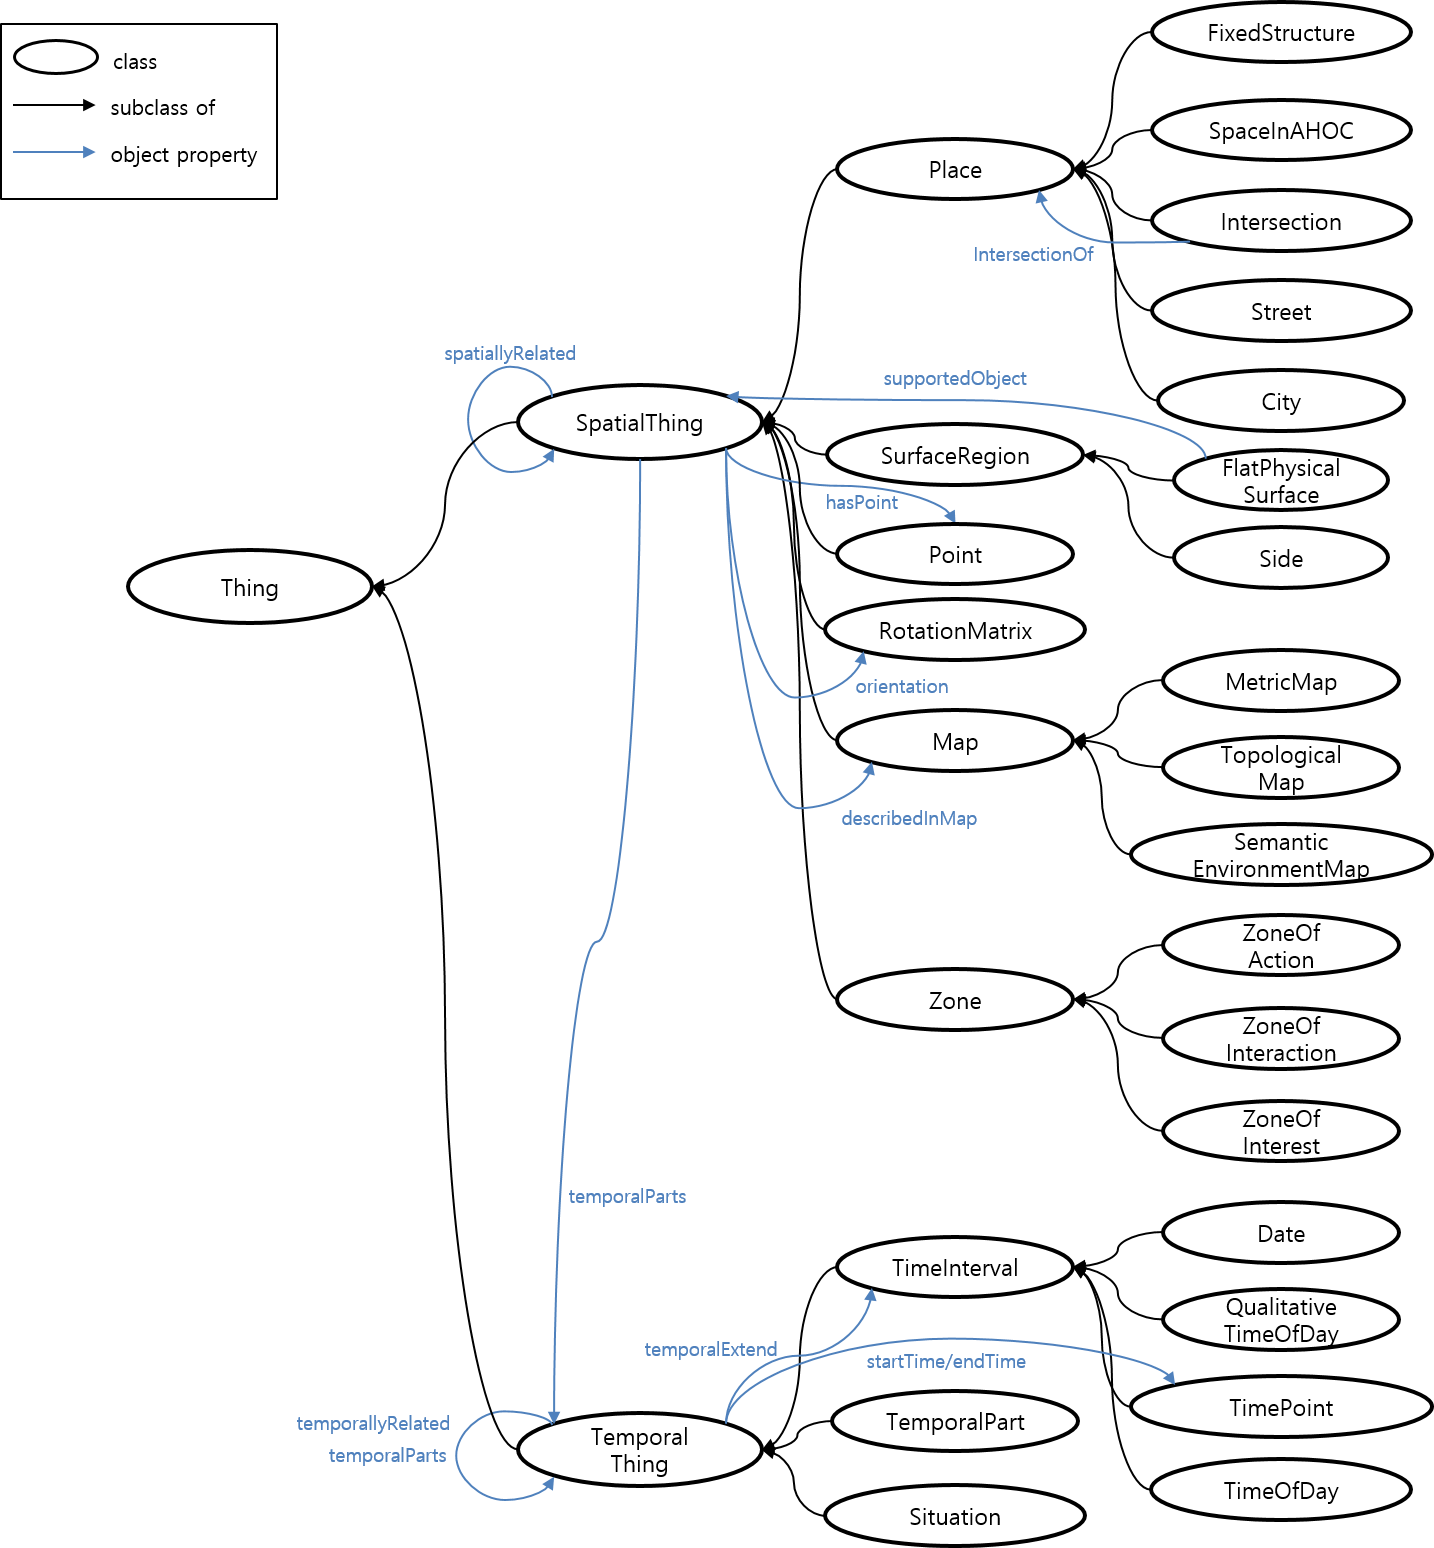 class
subclass of
object property
FixedStructure
SpaceInAHOC
Place
Intersection
IntersectionOf
Street
spatiallyRelated
supportedObject
City
SpatialThing
SurfaceRegion
FlatPhysical
Surface
hasPoint
Point
Side
Thing
RotationMatrix
orientation
MetricMap
Map
Topological
Map
describedInMap
Semantic
EnvironmentMap
ZoneOf
Action
Zone
ZoneOf
Interaction
ZoneOf
Interest
temporalParts
Date
TimeInterval
Qualitative
TimeOfDay
temporalExtend
startTime/endTime
TimePoint
temporallyRelated
temporalParts
Temporal
Thing
TemporalPart
TimeOfDay
Situation